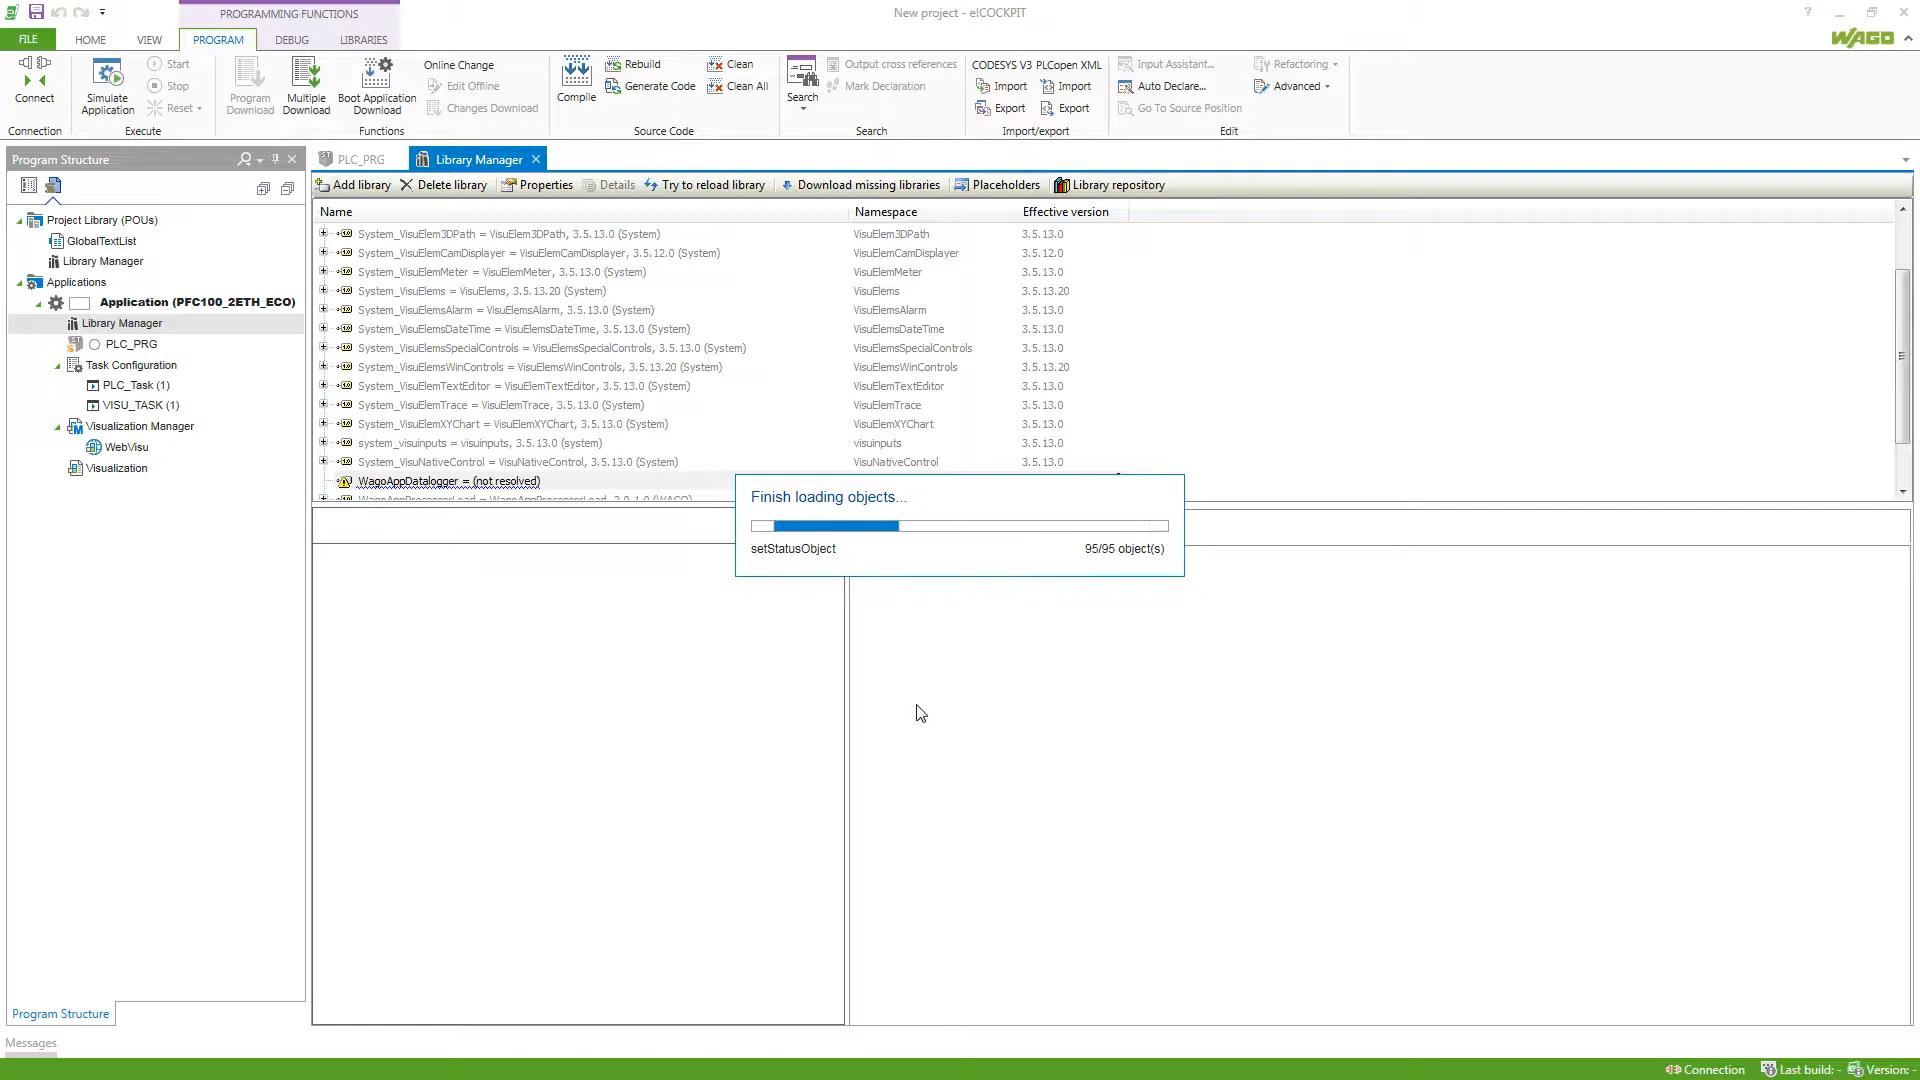 PROGRAMMING FUNCTIONS
New project - e!COCKPIT
FILE HOME VIEW PROGRAM DEBUG LIBRARIES
WAGO
Connect
Connection
Simulate Application
Start
Stop
Reset
Execute
Program Download
Multiple Download
Boot Application Download
Online Change
Edit Offline
Changes Download
Functions
Compile
Rebuild
Generate Code
Clean
Clean All
Source Code
Search
Output cross references
Mark Declaration
Search
CODESYS V3 PLCopen XML
Import Import
Export Export
Import/export
Input Assistant...
Auto Declare...
Go To Source Position
Refactoring
Advanced
Edit
Program Structure
Project Library (POUs)
GlobalTextList
Library Manager
Applications
Application (PFC100_2ETH_ECO)
Library Manager
PLC_PRG
Task Configuration
PLC_Task (1)
VISU_TASK (1)
Visualization Manager
WebVisu
Visualization
Program Structure
PLC_PRG Library Manager
Add library Delete library Properties Details Try to reload library Download missing libraries Placeholders Library repository
Name Namespace Effective version
System_VisuElem3DPath = VisuElem3DPath, 3.5.13.0 (System) VisuElem3DPath 3.5.13.0
System_VisuElemCamDisplayer = VisuElemCamDisplayer, 3.5.12.0 (System) VisuElemCamDisplayer 3.5.12.0
System_VisuElemMeter = VisuElemMeter, 3.5.13.0 (System) VisuElemMeter 3.5.13.0
System_VisuElems = VisuElems, 3.5.13.20 (System) VisuElems 3.5.13.20
System_VisuElemsAlarm = VisuElemsAlarm, 3.5.13.0 (System) VisuElemsAlarm 3.5.13.0
System_VisuElemsDateTime = VisuElemsDateTime, 3.5.13.0 (System) VisuElemsDateTime 3.5.13.0
System_VisuElemsSpecialControls = VisuElemsSpecialControls, 3.5.13.0 (System) VisuElemsSpecialControls 3.5.13.0
System_VisuElemsWinControls = VisuElemsWinControls, 3.5.13.20 (System) VisuElemsWinControls 3.5.13.20
System_VisuElemTextEditor = VisuElemTextEditor, 3.5.13.0 (System) VisuElemTextEditor 3.5.13.0
System_VisuElemTrace = VisuElemTrace, 3.5.13.0 (System) VisuElemTrace 3.5.13.0
System_VisuElemXYChart = VisuElemXYChart, 3.5.13.0 (System) VisuElemXYChart 3.5.13.0
system_visuinputs = visuinputs, 3.5.13.0 (system) visuinputs 3.5.13.0
System_VisuNativeControl = VisuNativeControl, 3.5.13.0 (System) VisuNativeControl 3.5.13.0
WagoAppDatalogger = (not resolved)
Finish loading objects...
setStatusObject 95/95 object(s)
Messages
Connection Last build: - Version: -